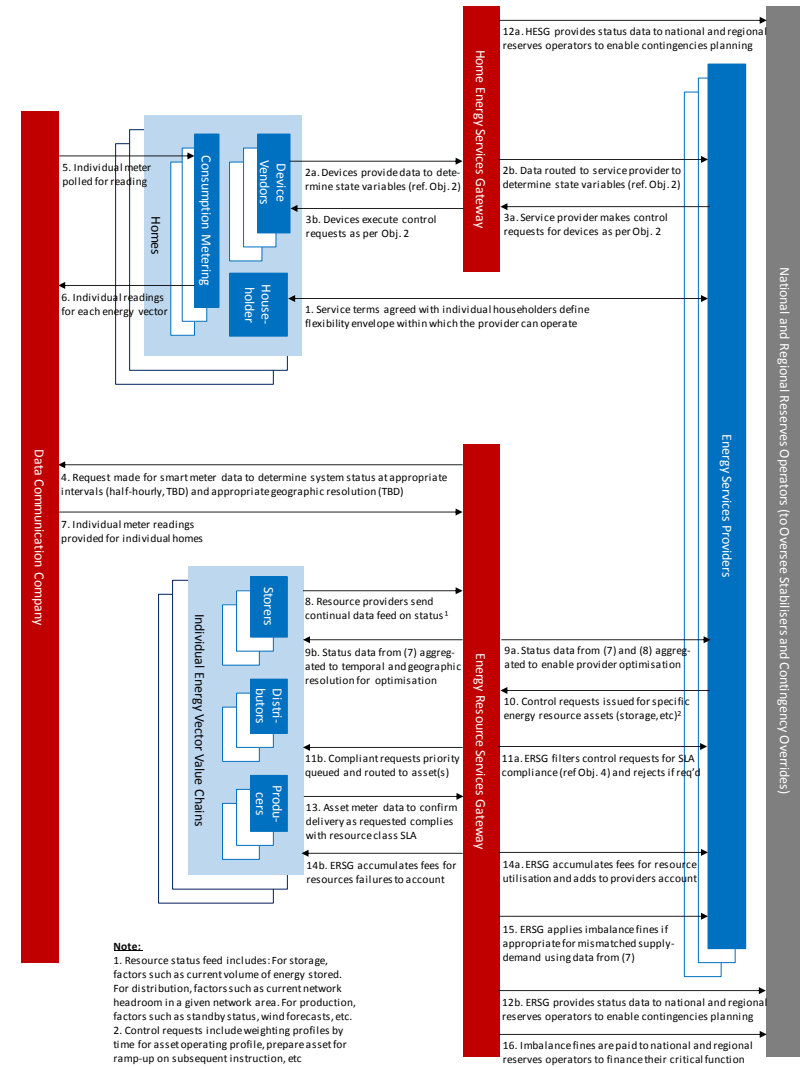 12a. HESG provides status data to national and regional
reserves operators to enable contingencies planning
Home Energy Services Gateway
5. Individual meter
polled for reading
Consumption Metering
Device
Vendors
2a. Devices provide data to dete-
rmine state variables (ref. Obj. 2)
2b. Data routed to service provider to
determine state variables (ref. Obj. 2)
3b. Devices execute control
requests as per Obj. 2
3a. Service provider makes control
requests for devices as per Obj. 2
Homes
House-
holder
6. Individual readings
for each energy vector
1. Service terms agreed with individual householders define
flexibility envelope within which the provider can operate
National and Regional Reserves Operators (to Oversee Stabilisers and Contingency Overrides)
Energy Services Providers
Data Communication Company
4. Request made for smart meter data to determine system status at appropriate
intervals (half-hourly, TBD) and appropriate geographic resolution (TBD)
7. Individual meter readings
provided for individual homes
Individual Energy Vector Value Chains
Storers
8. Resource providers send
continual data feed on status1
Energy Resource Services Gateway
9b. Status data from (7) aggreg-
ated to temporal and geographic
resolution for optimisation
9a. Status data from (7) and (8) aggreg-
ated to enable provider optimisation
Distri-
butors
10. Control requests issued for specific
energy resource assets (storage, etc)2
11b. Compliant requests priority
queued and routed to asset(s)
11a. ERSG filters control requests for SLA
compliance (ref Obj. 4) and rejects if req'd
Produ-
cers
13. Asset meter data to confirm
delivery as requested complies
with resource class SLA
14b. ERSG accumulates fees for
resources failures to account
14a. ERSG accumulates fees for resource
utilisation and adds to providers account
15. ERSG applies imbalance fines if
appropriate for mismatched supply-
demand using data from (7)
12b. ERSG provides status data to national and regional
reserves operators to enable contingencies planning
16. Imbalance fines are paid to national and regional
reserves operators to finance their critical function
Note:
1. Resource status feed includes: For storage,
factors such as current volume of energy stored.
For distribution, factors such as current network
headroom in a given network area. For production,
factors such as standby status, wind forecasts, etc.
2. Control requests include weighting profiles by
time for asset operating profile, prepare asset for
ramp-up on subsequent instruction, etc